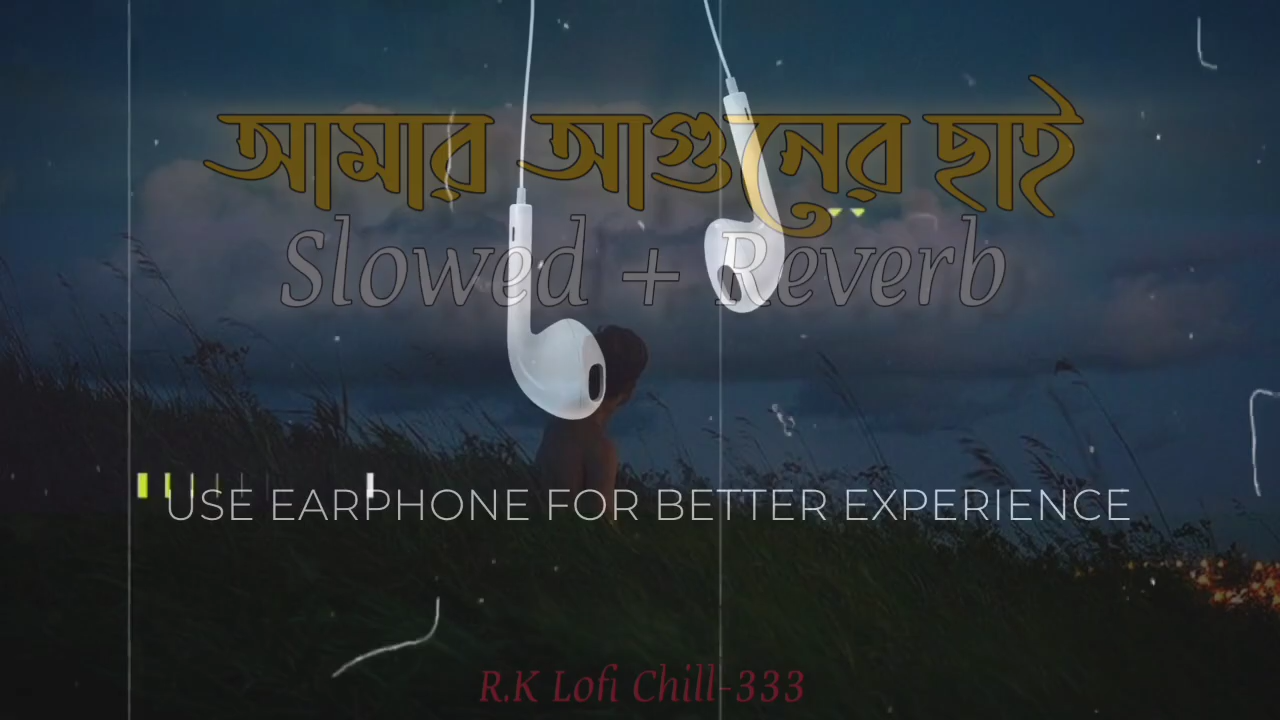 আমার আগুনের ছাই
Slowed + Reverb
USE EARPHONE FOR BETTER EXPERIENCE
R.K Lofi Chill-333